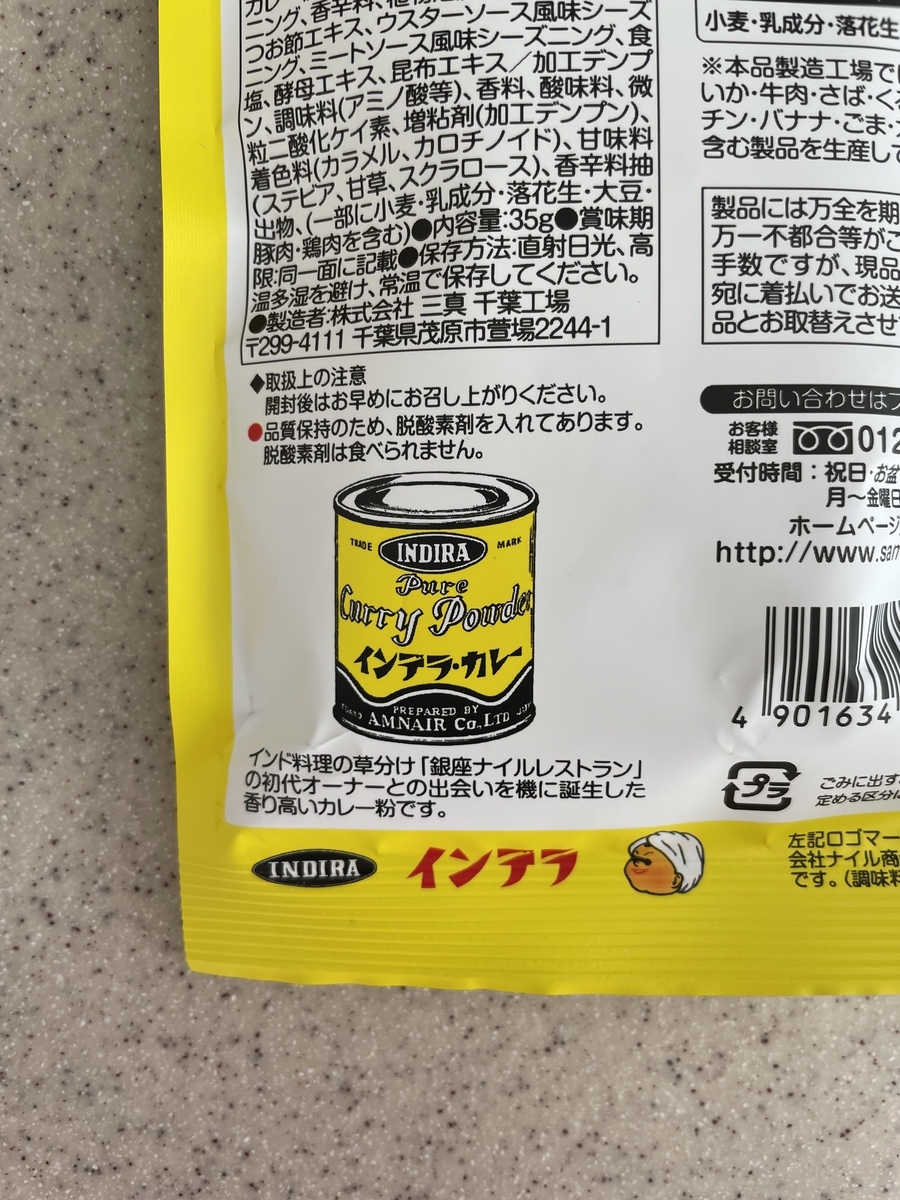 ニング、香辛料、植物
つお節エキス、ウスターソース風味シーズ
ニング、ミートソース風味シーズニング、食
塩、酵母エキス、昆布エキス/加工デンプ
ン、調味料(アミノ酸等)、香料、酸味料、微
粒二酸化ケイ素、増粘剤(加工デンプン)、
着色料(カラメル、カロチノイド)、甘味料
(ステビア、甘草、スクラロース)、香辛料抽
出物、(一部に小麦・乳成分・落花生・大豆・
豚肉・鶏肉を含む)●内容量:35g●賞味期
限:同一面に記載●保存方法:直射日光、高
温多湿を避け、常温で保存してください。
●製造者:株式会社 三真 千葉工場
〒299-4111 千葉県茂原市萱場2244-1
◆取扱上の注意
開封後はお早めにお召し上がりください。
●品質保持のため、脱酸素剤を入れてあります。
脱酸素剤は食べられません。
TRADE INDIRA MARK
Pure
Curry Powder
インデラ・カレー
PREPARED BY
AMNAIR Co., LTD
インド料理の草分け「銀座ナイルレストラン」
の初代オーナーとの出会いを機に誕生した
香り高いカレー粉です。
INDIRA インデラ
小麦・乳成分・落花生
※本品製造工場で
いか・牛肉・さば・く
チン・バナナ・ごま・
含む製品を生産して
製品には万全を期
万一不都合等がご
手数ですが、現品
宛に着払いでお送
品とお取替えさせ
お問い合わせはフ
お客様
相談室 012
受付時間:祝日・お盆
月〜金曜日
ホームページ
http://www.san
4 901634
プラ
ごみに出す
定める区分に
左記ロゴマー
会社ナイル商
です。(調味料